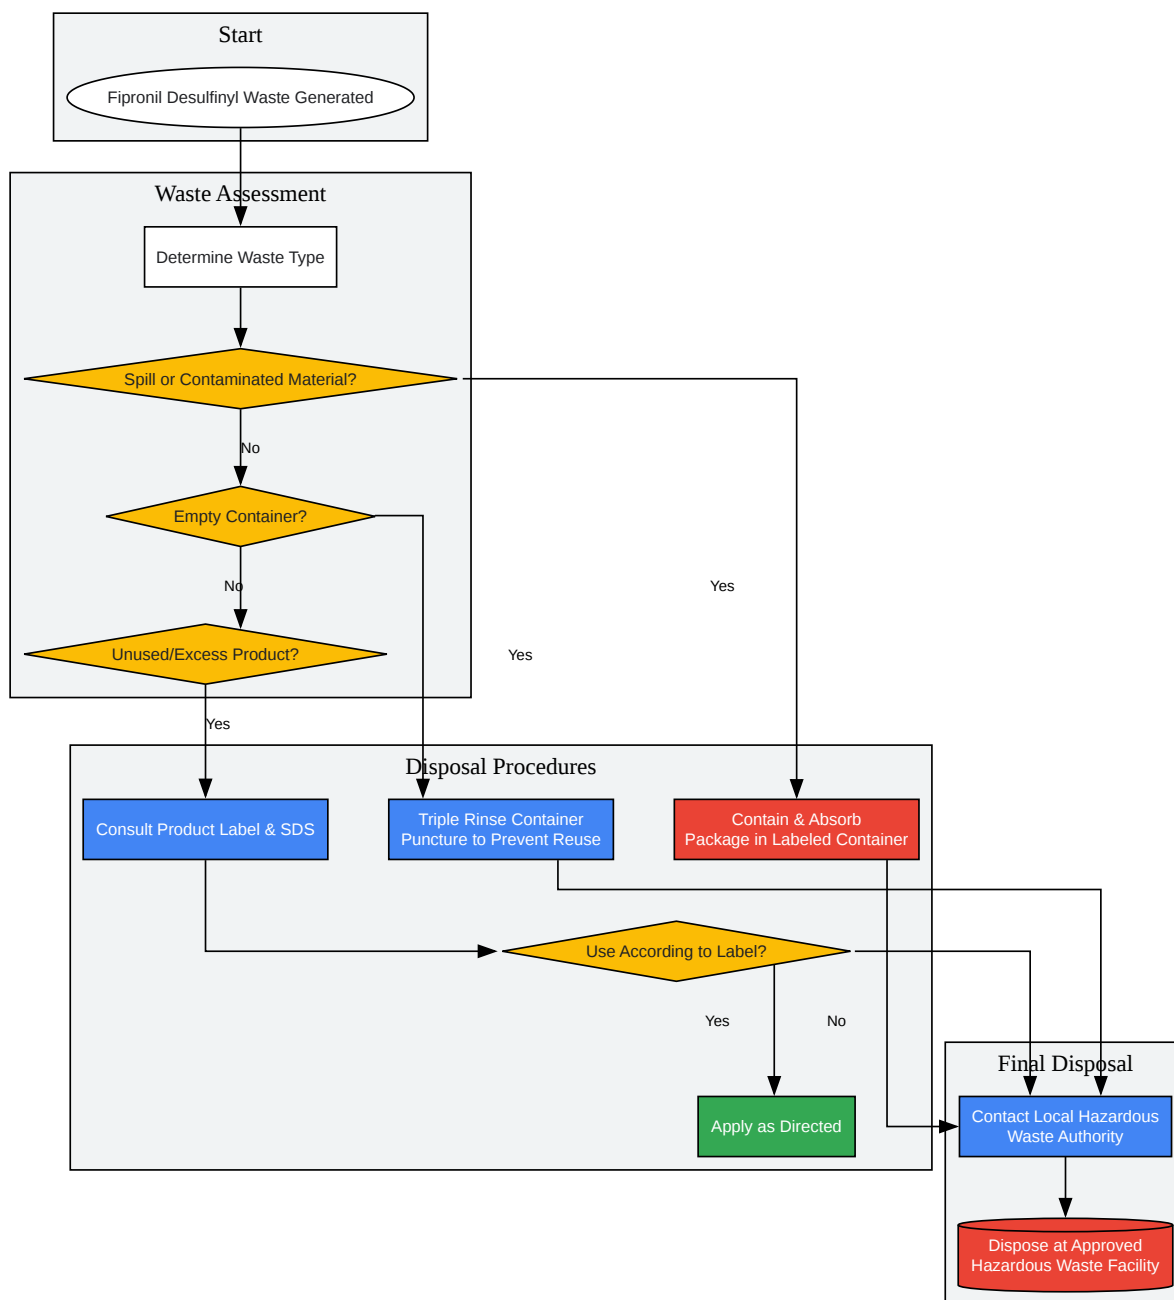 Start
Fipronil Desulfinyl Waste Generated
Waste Assessment
Determine Waste Type
Spill or Contaminated Material?
No
Empty Container?
No
Yes
Unused/Excess Product?
Yes
Yes
Disposal Procedures
Consult Product Label & SDS
Triple Rinse Container
Puncture to Prevent Reuse
Contain & Absorb
Package in Labeled Container
Use According to Label?
Yes
No
Final Disposal
Apply as Directed
Contact Local Hazardous
Waste Authority
Dispose at Approved
Hazardous Waste Facility